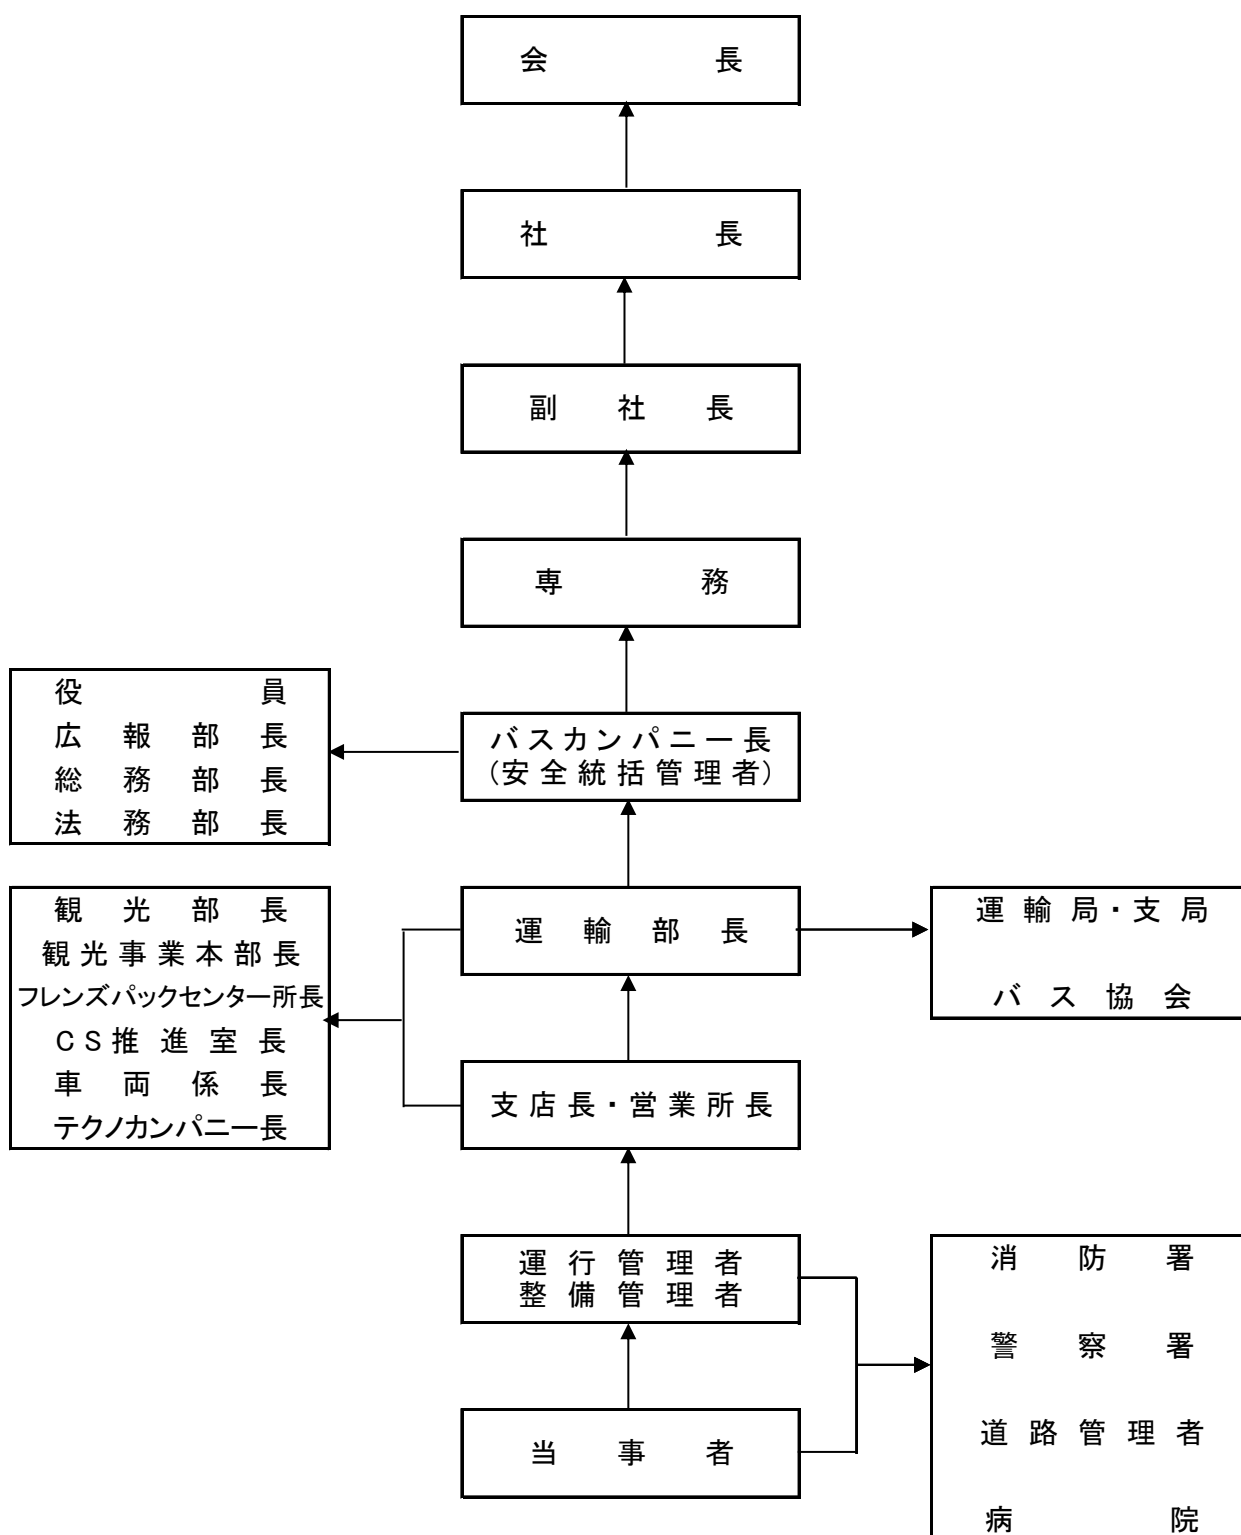 会長
社長
副社長
専務
役員
広報部長
総務部長
法務部長
バスカンパニー長
（安全統括管理者）
観光部長
観光事業本部長
フレンズパックセンター所長
CS推進室長
車両係長
テクノカンパニー長
運輸部長
運輸局・支局
バス協会
支店長・営業所長
運行管理者
整備管理者
当事者
消防署
警察署
道路管理者
病院